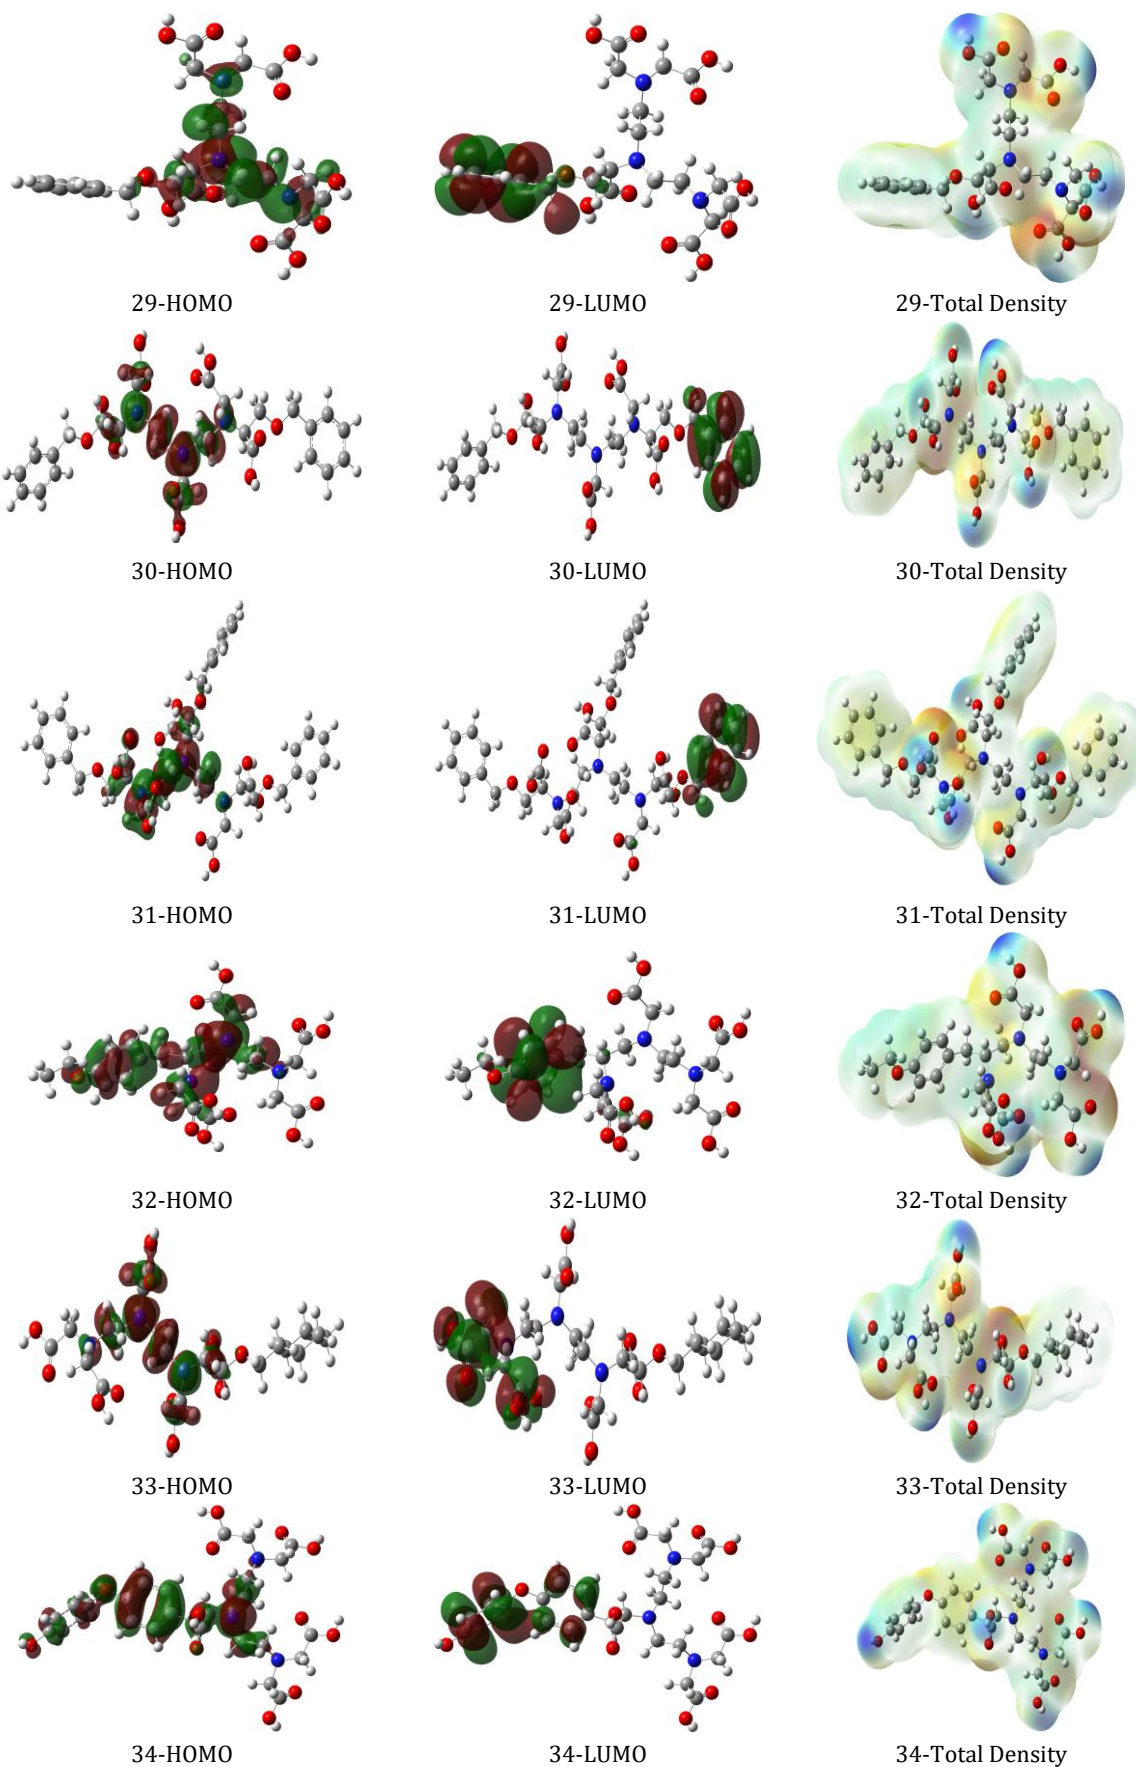 29-HOMO 29-LUMO 29-Total Density
30-HOMO 30-LUMO 30-Total Density
31-HOMO 31-LUMO 31-Total Density
32-HOMO 32-LUMO 32-Total Density
33-HOMO 33-LUMO 33-Total Density
34-HOMO 34-LUMO 34-Total Density